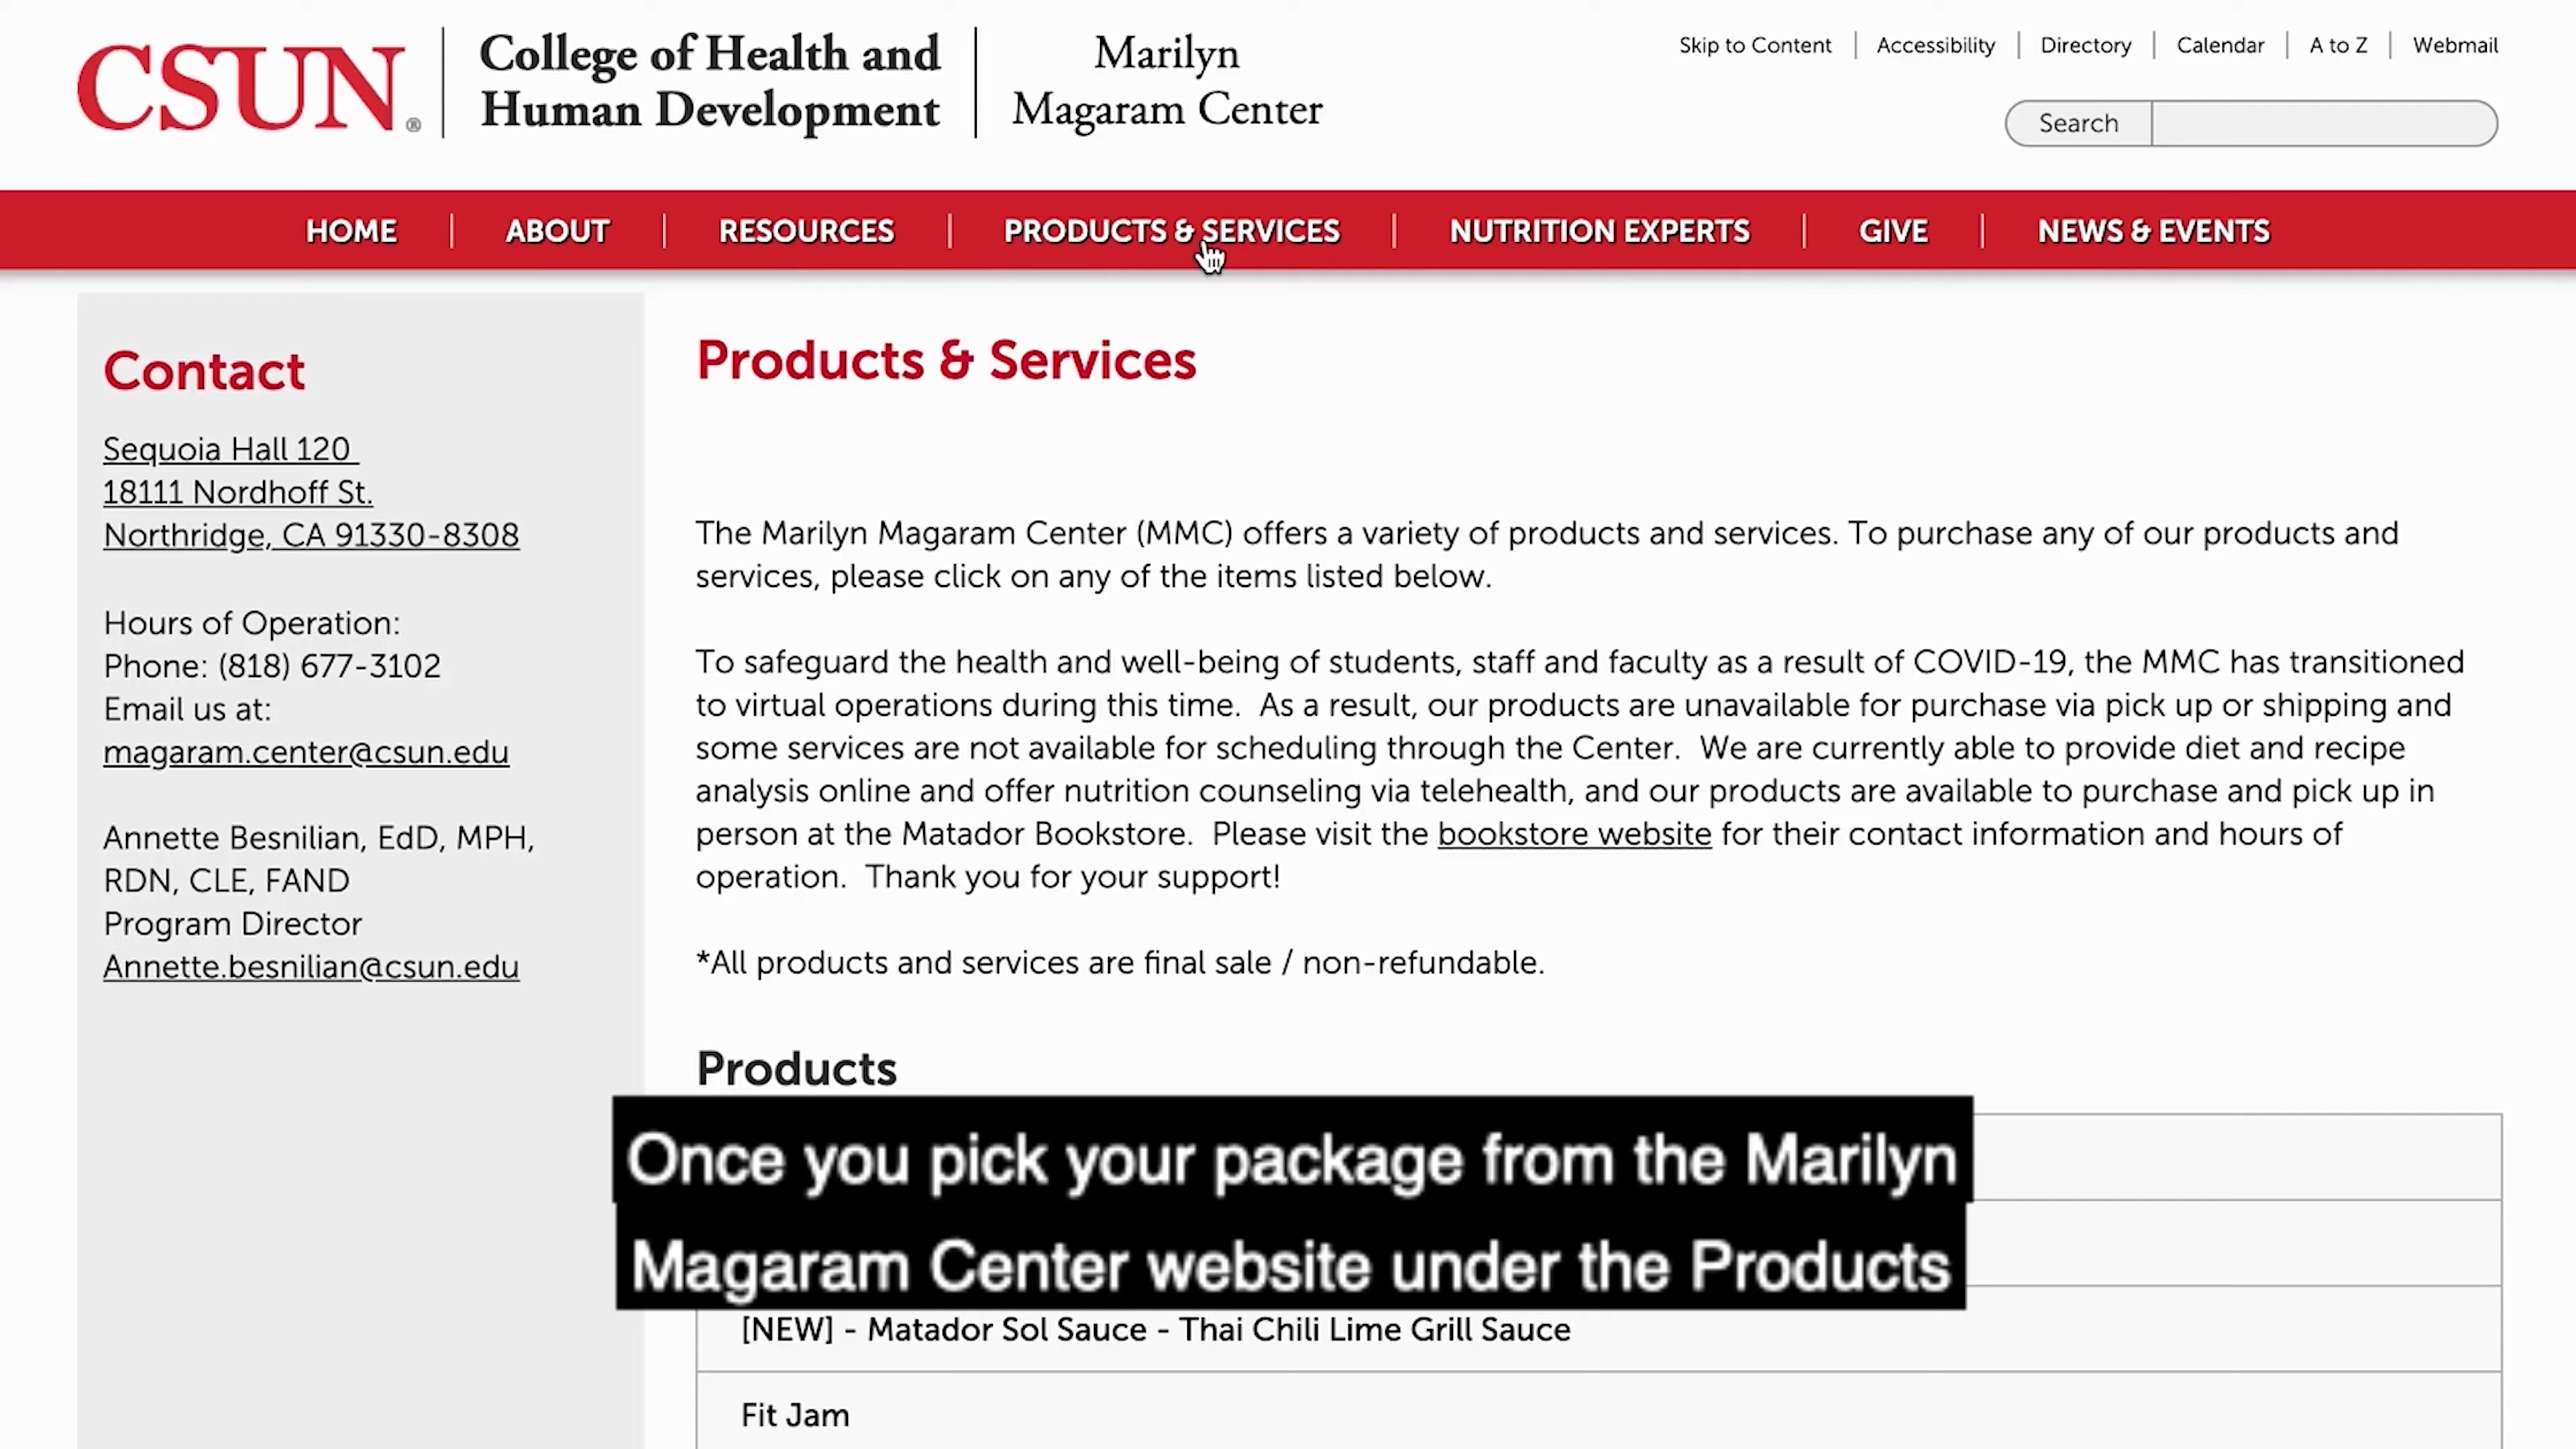 CSUN®
College of Health and
Human Development
Marilyn
Magaram Center
Skip to Content
Accessibility
Directory
Calendar
A to Z
Webmail
Search
HOME
ABOUT
RESOURCES
PRODUCTS & SERVICES
NUTRITION EXPERTS
GIVE
NEWS & EVENTS
Contact
Sequoia Hall 120
18111 Nordhoff St.
Northridge, CA 91330-8308
Hours of Operation:
Phone: (818) 677-3102
Email us at:
magaram.center@csun.edu
Annette Besnilian, EdD, MPH,
RDN, CLE, FAND
Program Director
Annette.besnilian@csun.edu
Products & Services
The Marilyn Magaram Center (MMC) offers a variety of products and services. To purchase any of our products and
services, please click on any of the items listed below.
To safeguard the health and well-being of students, staff and faculty as a result of COVID-19, the MMC has transitioned
to virtual operations during this time.  As a result, our products are unavailable for purchase via pick up or shipping and
some services are not available for scheduling through the Center.  We are currently able to provide diet and recipe
analysis online and offer nutrition counseling via telehealth, and our products are available to purchase and pick up in
person at the Matador Bookstore.  Please visit the bookstore website for their contact information and hours of
operation.  Thank you for your support!
*All products and services are final sale / non-refundable.
Products
Once you pick your package from the Marilyn
Magaram Center website under the Products
[NEW] - Matador Sol Sauce - Thai Chili Lime Grill Sauce
Fit Jam